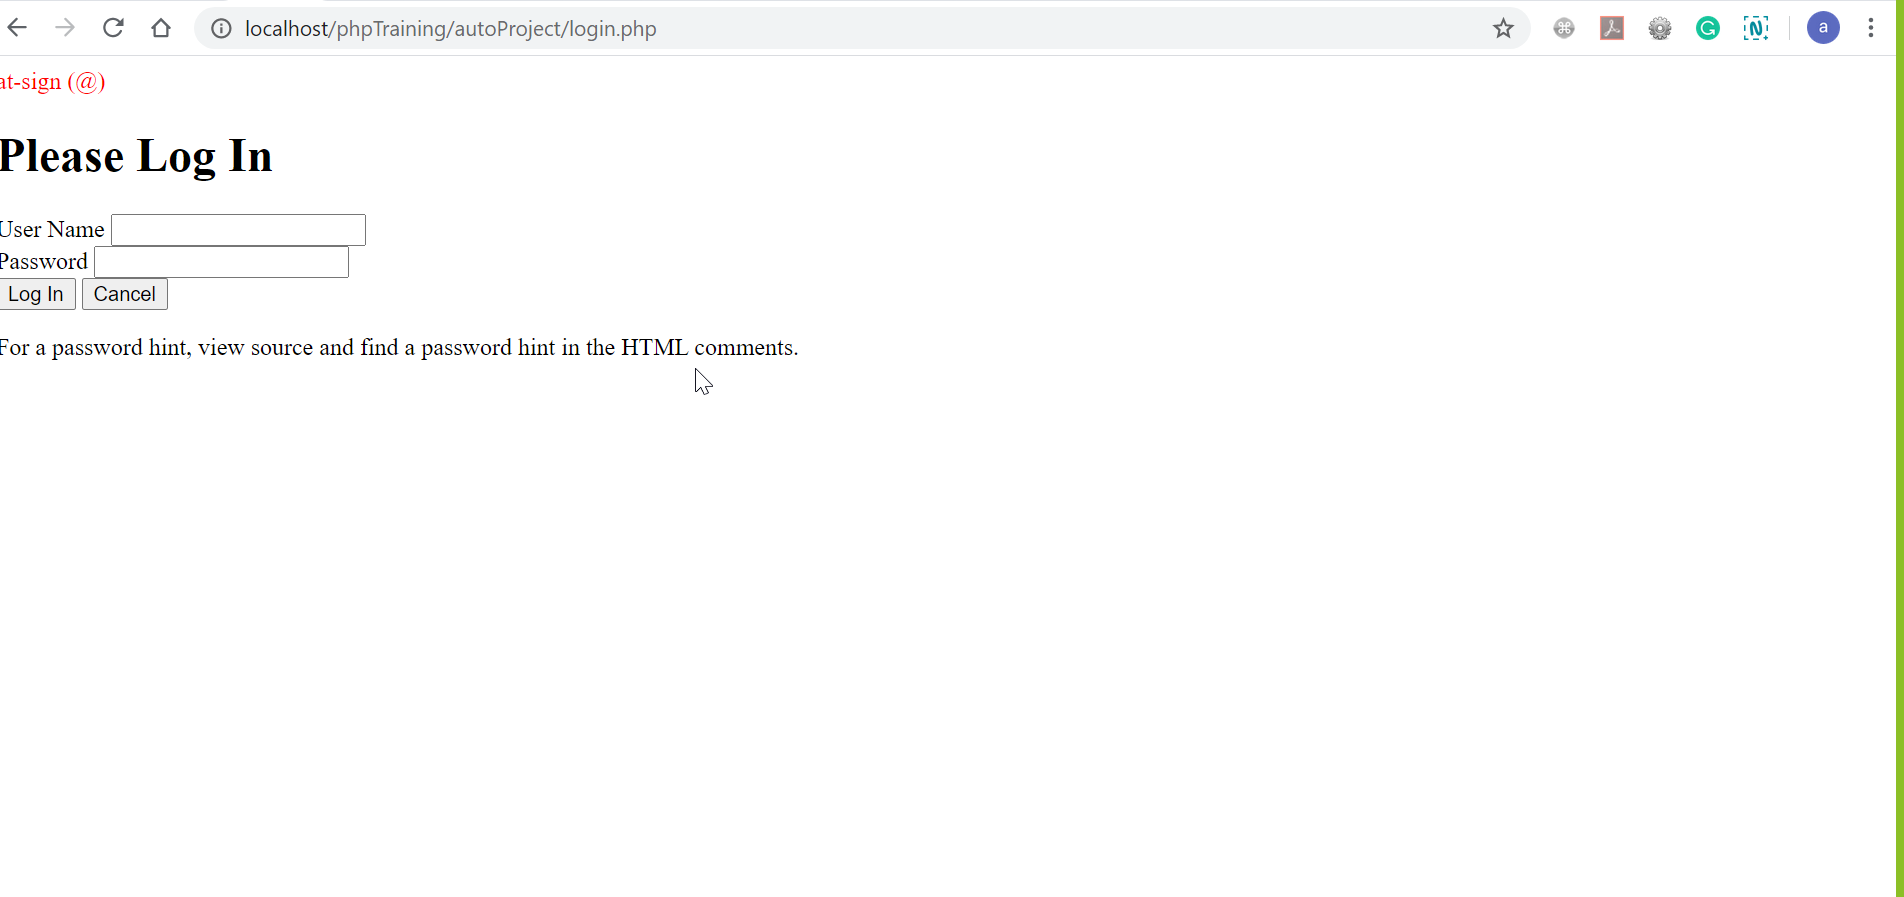 localhost/phpTraining/autoProject/login.php
a
at-sign (@)
Please Log In
User Name
Password
Log In Cancel
For a password hint, view source and find a password hint in the HTML comments.